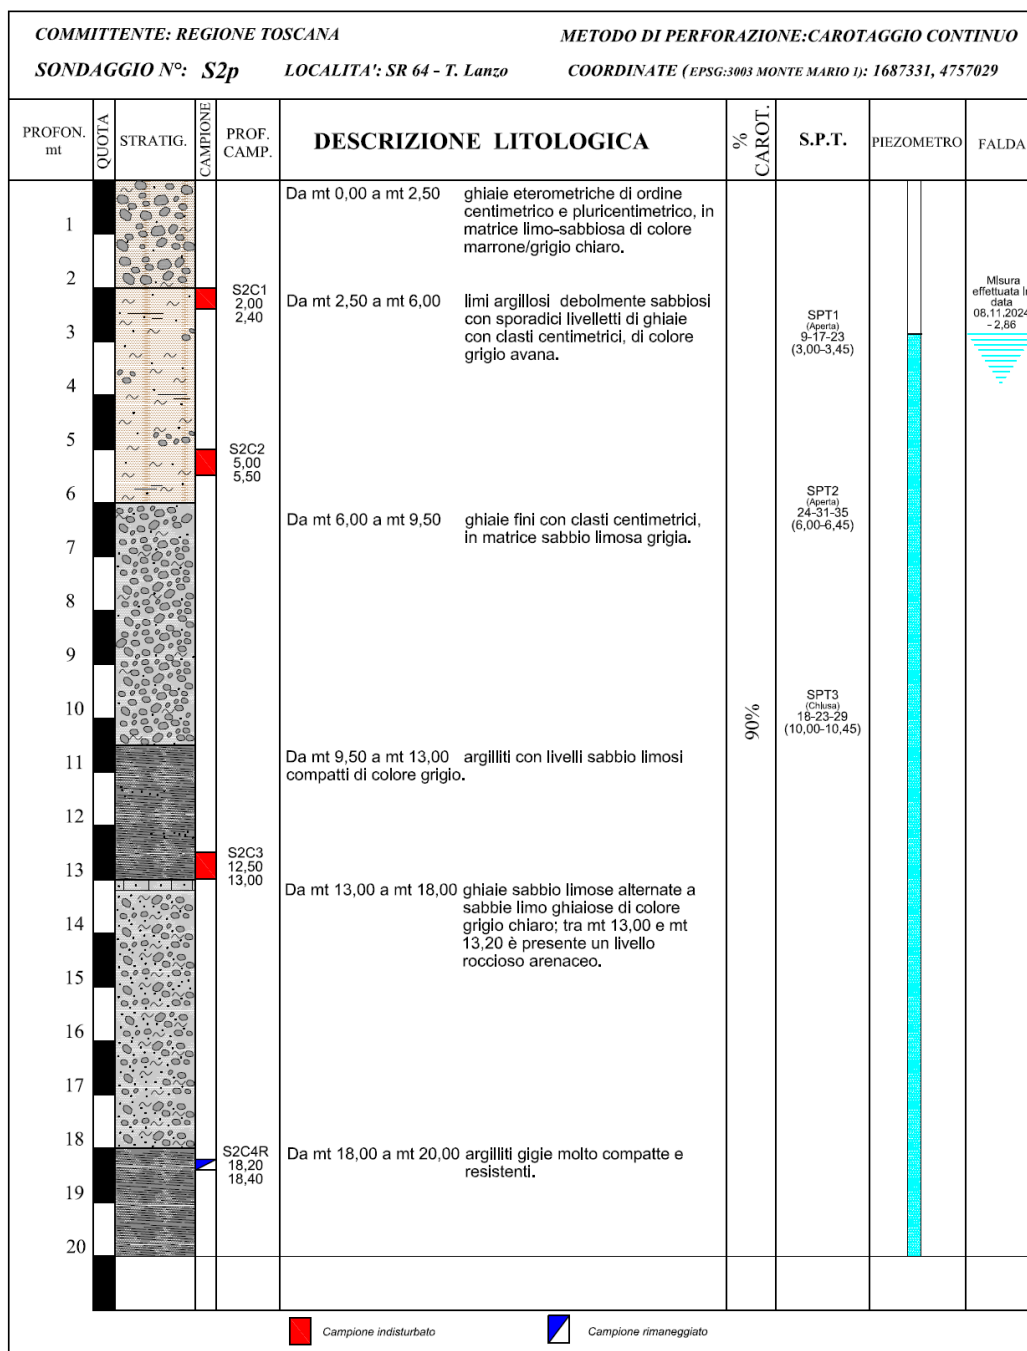 COMMITTENTE: REGIONE TOSCANA
METODO DI PERFORAZIONE:CAROTAGGIO CONTINUO
SONDAGGIO N°: S2p
LOCALITA': SR 64 - T. Lanzo
COORDINATE (EPSG:3003 MONTE MARIO 1): 1687331, 4757029
PROFON.
mt
QUOTA
STRATIG.
CAMPIONE
PROF.
CAMP.
DESCRIZIONE LITOLOGICA
%
CAROT.
S.P.T.
PIEZOMETRO
FALDA
Da mt 0,00 a mt 2,50 ghiaie eterometriche di ordine
centimetrico e pluricentimetrico, in
matrice limo-sabbiosa di colore
marrone/grigio chiaro.
1
2
S2C1
2,00
2,40
Da mt 2,50 a mt 6,00 limi argillosi debolmente sabbiosi
con sporadici livelletti di ghiaie
con clasti centimetrici, di colore
grigio avana.
SPT1
(Aperta)
9-17-23
(3,00-3,45)
Misura
effettuata in
data
08.11.2024
- 2,86
3
4
5
S2C2
5,00
5,50
6
SPT2
(Aperta)
24-31-35
(6,00-6,45)
Da mt 6,00 a mt 9,50 ghiaie fini con clasti centimetrici,
in matrice sabbio limosa grigia.
7
8
9
10
90%
SPT3
(Chiusa)
18-23-29
(10,00-10,45)
Da mt 9,50 a mt 13,00 argilliti con livelli sabbio limosi
compatti di colore grigio.
11
12
13
S2C3
12,50
13,00
Da mt 13,00 a mt 18,00 ghiaie sabbio limose alternate a
sabbie limo ghiaiose di colore
grigio chiaro; tra mt 13,00 e mt
13,20 è presente un livello
roccioso arenaceo.
14
15
16
17
18
S2C4R
18,20
18,40
Da mt 18,00 a mt 20,00 argilliti gigie molto compatte e
resistenti.
19
20
Campione indisturbato
Campione rimaneggiato